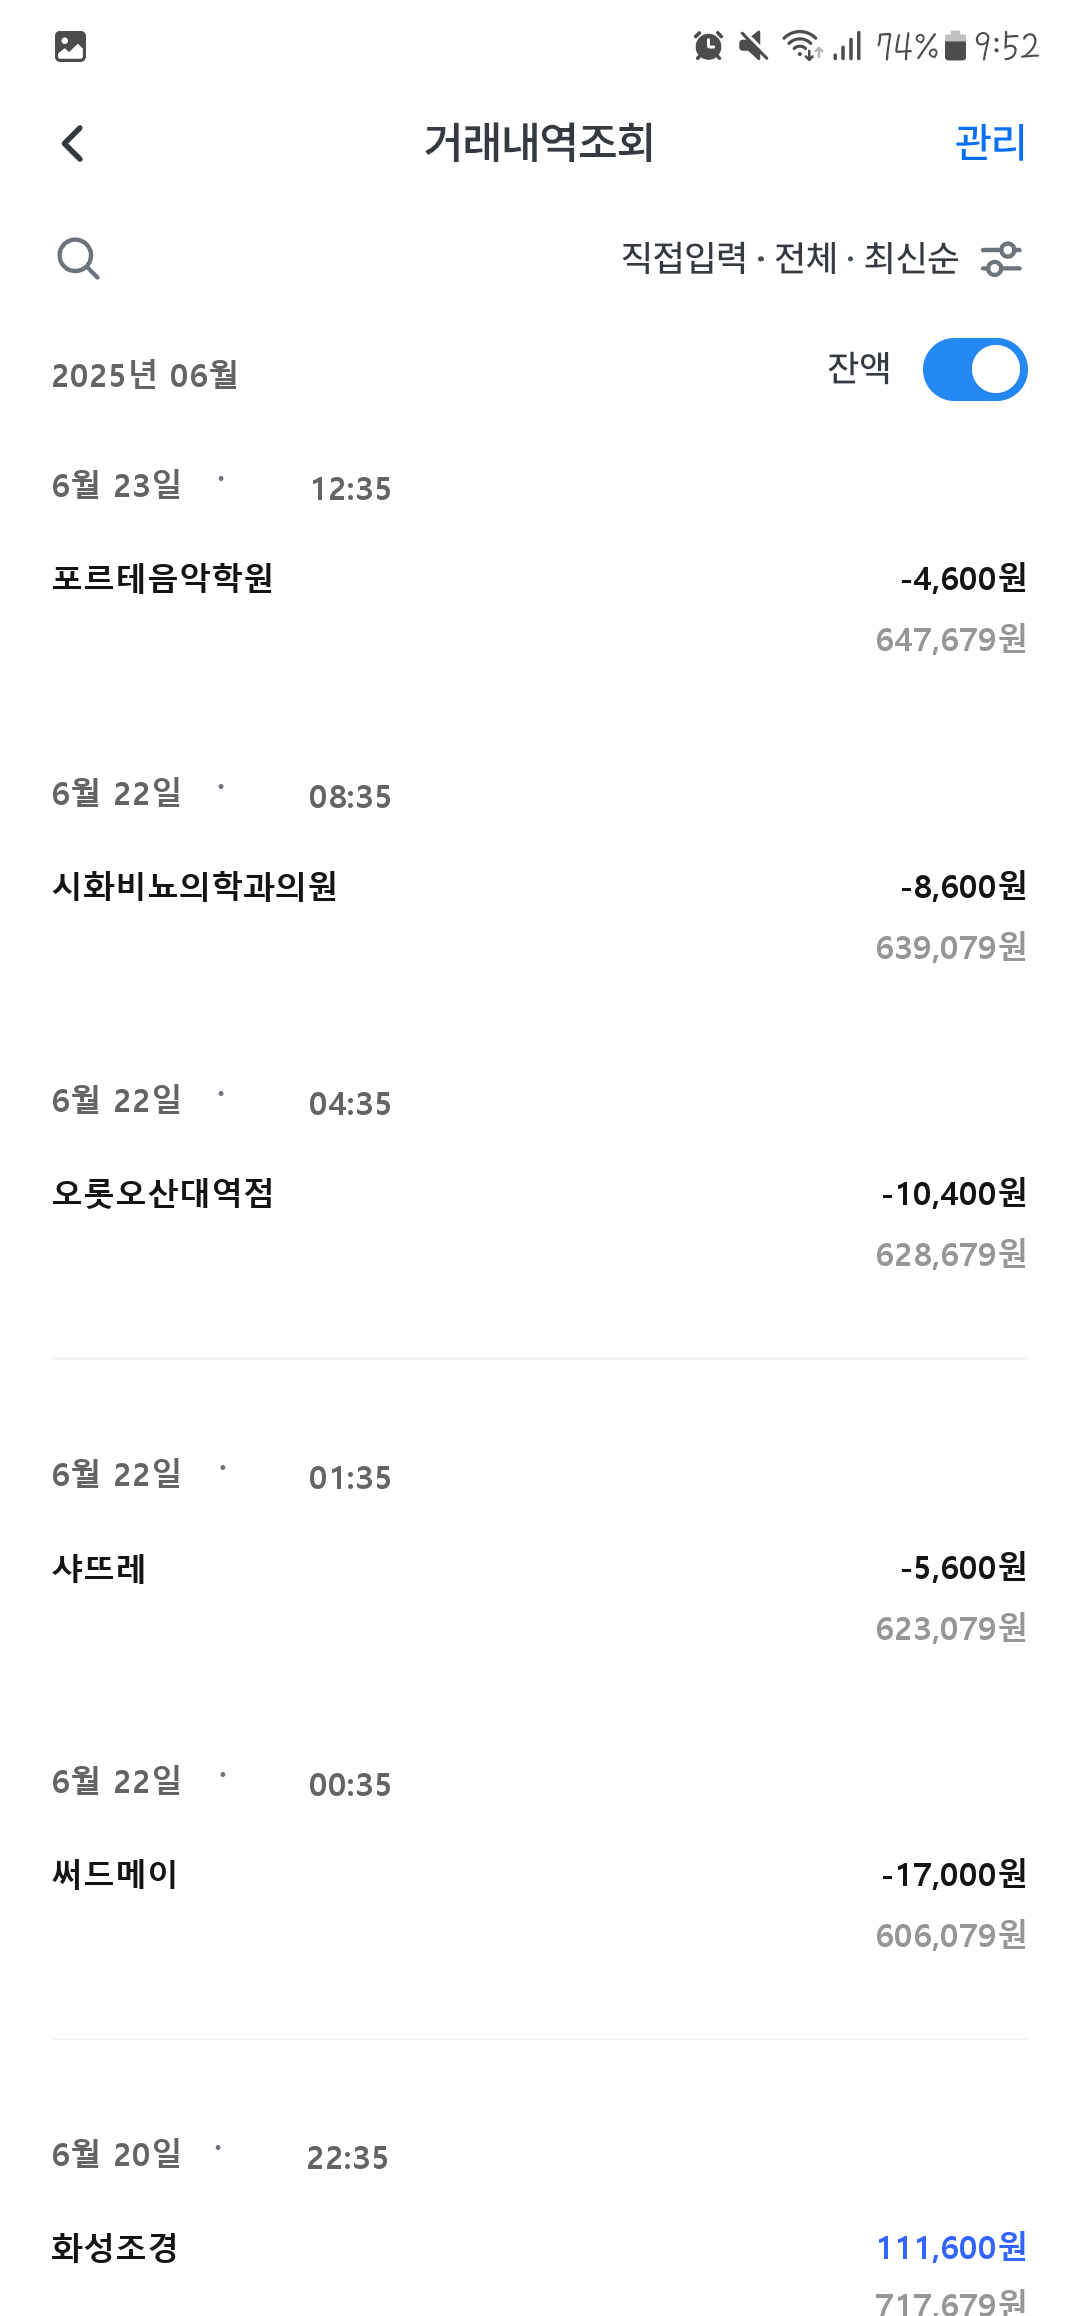 74% 9:52
거래내역조회 관리
직접입력 · 전체 · 최신순
2025년 06월 잔액
6월 23일 · 12:35
포르테음악학원 -4,600원
647,679원
6월 22일 · 08:35
시화비뇨의학과의원 -8,600원
639,079원
6월 22일 · 04:35
오롯오산대역점 -10,400원
628,679원
6월 22일 · 01:35
샤뜨레 -5,600원
623,079원
6월 22일 · 00:35
써드메이 -17,000원
606,079원
6월 20일 · 22:35
화성조경 111,600원
717,679원